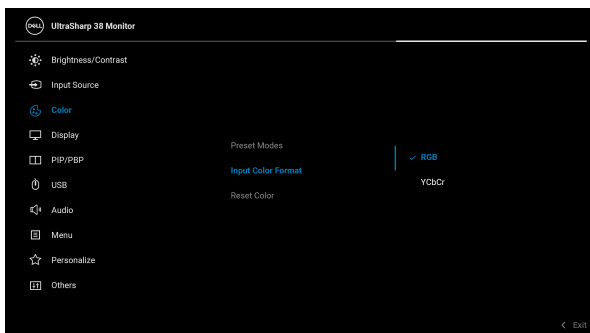 DELL UltraSharp 38 Monitor
Brightness/Contrast
Input Source
Color
Display
PIP/PBP
USB
Audio
Menu
Personalize
Others
Preset Modes
Input Color Format
Reset Color
RGB
YCbCr
Exit